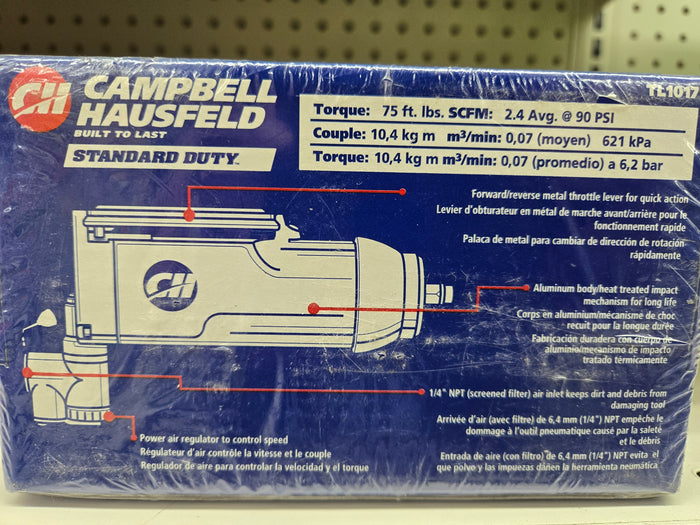 TL1017
CH
CAMPBELL
HAUSFELD
BUILT TO LAST
STANDARD DUTY™
Torque: 75 ft. lbs. SCFM: 2.4 Avg. @ 90 PSI
Couple: 10,4 kg m m³/min: 0,07 (moyen) 621 kPa
Torque: 10,4 kg m m³/min: 0,07 (promedio) a 6,2 bar
Forward/reverse metal throttle lever for quick action
Levier d'obturateur en métal de marche avant/arrière pour le
fonctionnement rapide
Palaca de metal para cambiar de dirección de rotación
rápidamente
CH
Aluminum body/heat treated impact
mechanism for long life
Corps en aluminium/mécanisme de choc
recuit pour la longue durée
Fabricación duradera con cuerpo de
aluminio/mecanismo de impacto
tratado térmicamente
1/4" NPT (screened filter) air inlet keeps dirt and debris from
damaging tool
Arrivée d'air (avec filtre) de 6,4 mm (1/4") NPT empêche le
dommage à l'outil pneumatique causé par la saleté
et le débris
Entrada de aire (con filtro) de 6,4 mm (1/4") NPT evita el
que polvo y las impuezas dañen la herramienta neumática
Power air regulator to control speed
Régulateur d'air contrôle la vitesse et le couple
Regulador de aire para controlar la velocidad y el torque